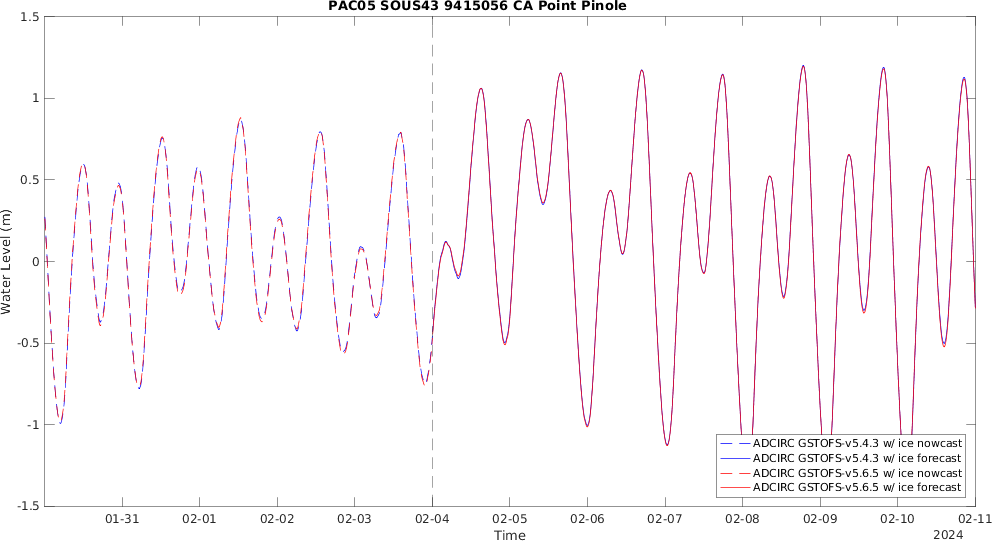 PAC05 SOUS43 9415056 CA Point Pinole
1.5
1
0.5
0
-0.5
-1
-1.5
Water Level (m)
01-31
02-01
02-02
02-03
02-04
02-05
02-06
02-07
02-08
02-09
02-10
02-11
Time
2024
ADCIRC GSTOFS-v5.4.3 w/ ice nowcast
ADCIRC GSTOFS-v5.4.3 w/ ice forecast
ADCIRC GSTOFS-v5.6.5 w/ ice nowcast
ADCIRC GSTOFS-v5.6.5 w/ ice forecast